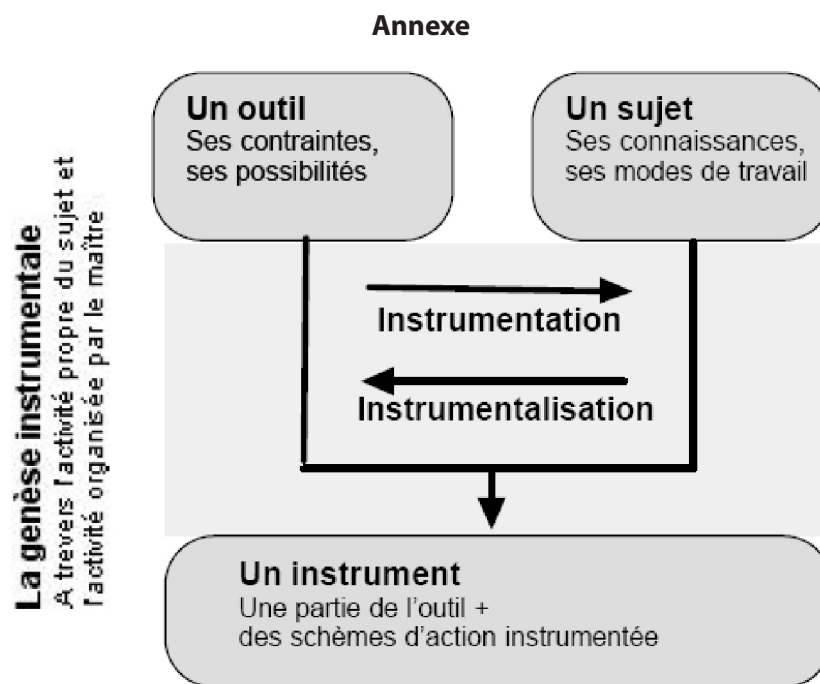 Annexe
Un outil
Ses contraintes,
ses possibilités
Un sujet
Ses connaissances,
ses modes de travail
La genèse instrumentale
A trevers l'activité propre du sujet et
l'activité organisée par le maître
Instrumentation
Instrumentalisation
Un instrument
Une partie de l'outil +
des schèmes d'action instrumentée